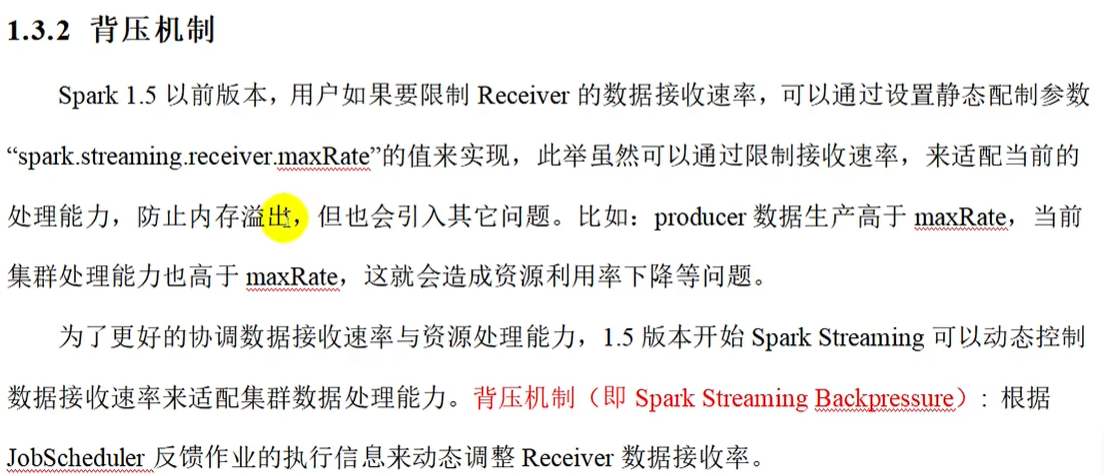 1.3.2 背压机制
Spark 1.5 以前版本，用户如果要限制 Receiver 的数据接收速率，可以通过设置静态配制参数
“spark.streaming.receiver.maxRate”的值来实现，此举虽然可以通过限制接收速率，来适配当前的
处理能力，防止内存溢出，但也会引入其它问题。比如：producer 数据生产高于 maxRate，当前
集群处理能力也高于 maxRate，这就会造成资源利用率下降等问题。
为了更好的协调数据接收速率与资源处理能力，1.5 版本开始 Spark Streaming 可以动态控制
数据接收速率来适配集群数据处理能力。背压机制（即 Spark Streaming Backpressure）: 根据
JobScheduler 反馈作业的执行信息来动态调整 Receiver 数据接收率。